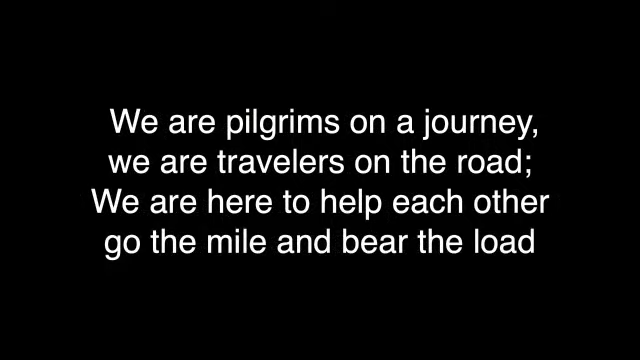 We are pilgrims on a journey,
we are travelers on the road;
We are here to help each other
go the mile and bear the load